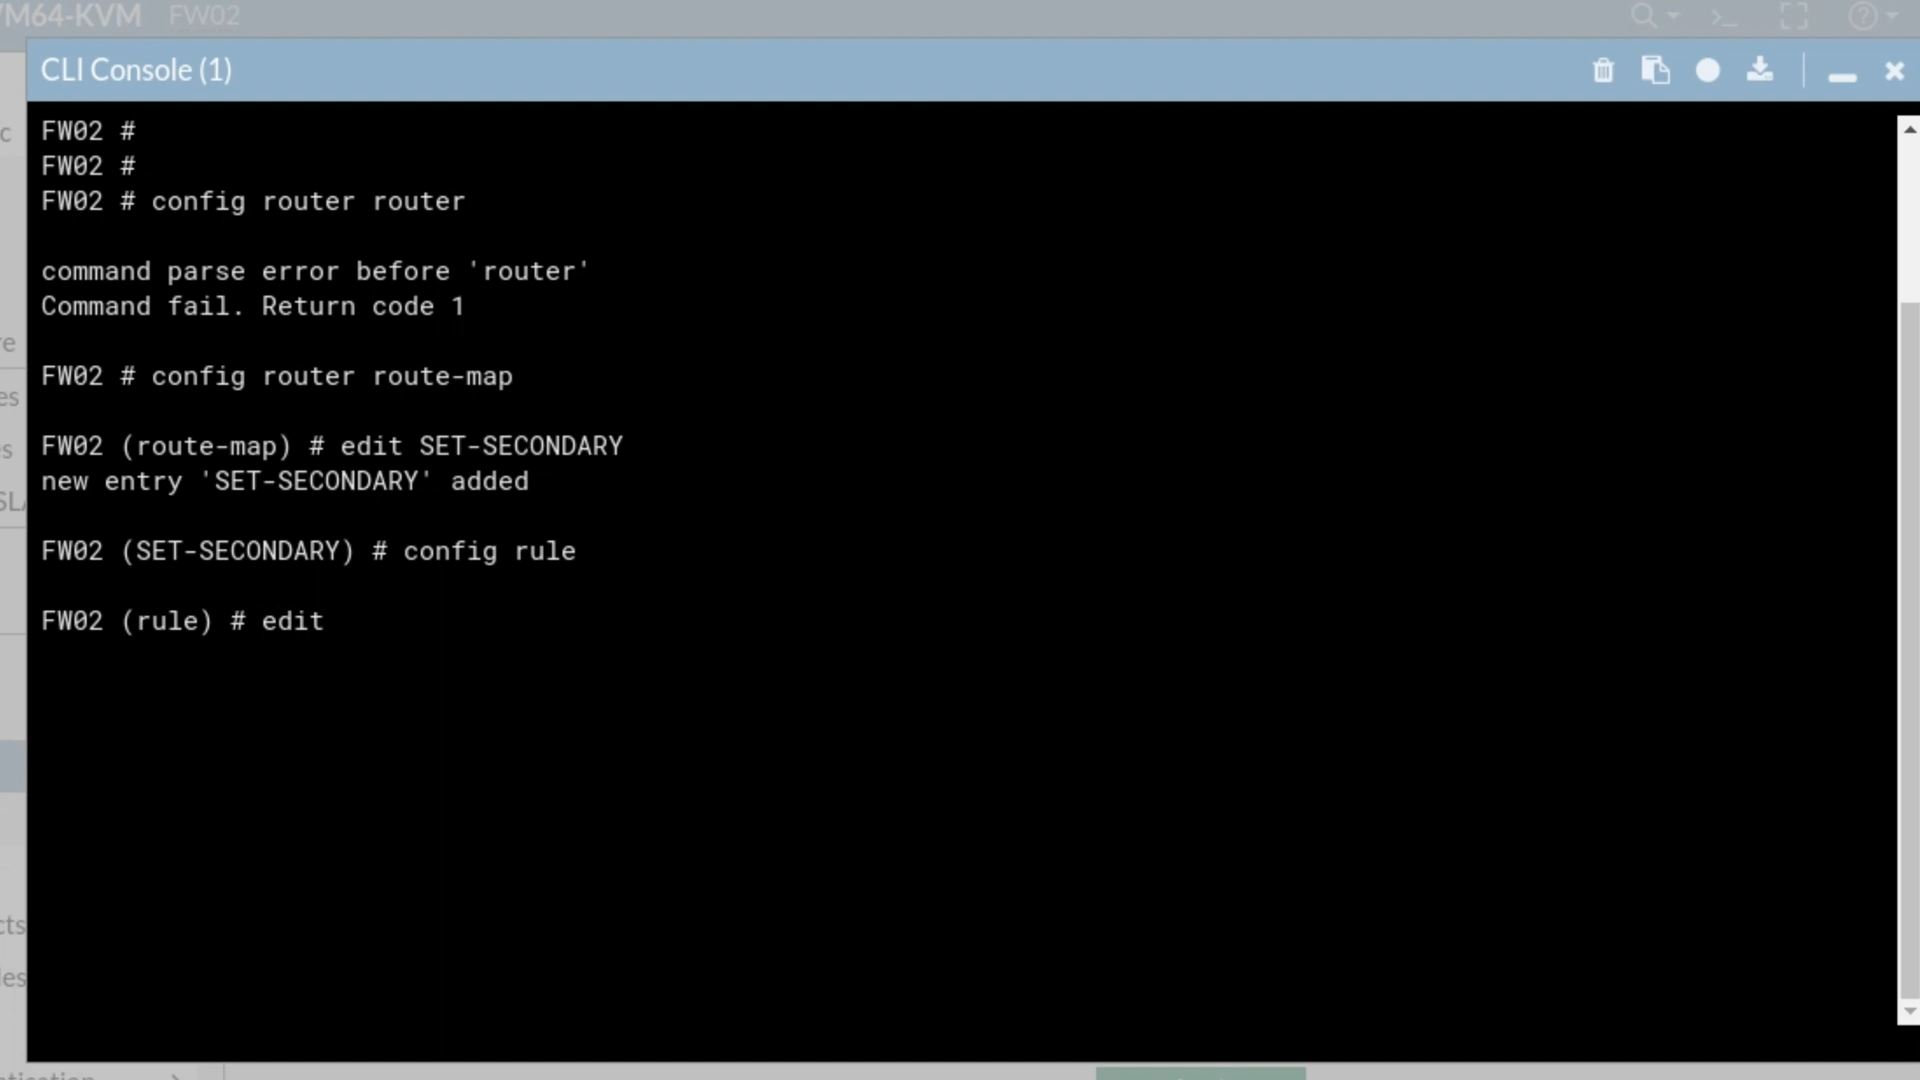 VM64-KVM FW02
CLI Console (1)
FW02 #
FW02 #
FW02 # config router router
command parse error before 'router'
Command fail. Return code 1
FW02 # config router route-map
FW02 (route-map) # edit SET-SECONDARY
new entry 'SET-SECONDARY' added
FW02 (SET-SECONDARY) # config rule
FW02 (rule) # edit